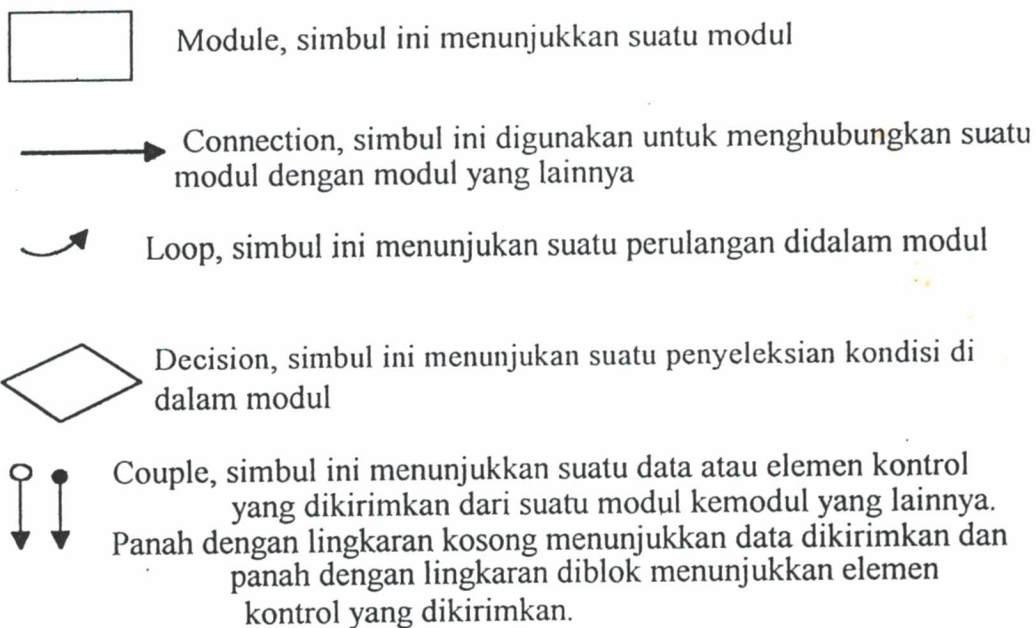 Module, simbul ini menunjukkan suatu modul
Connection, simbul ini digunakan untuk menghubungkan suatu
modul dengan modul yang lainnya
Loop, simbul ini menunjukan suatu perulangan didalam modul
Decision, simbul ini menunjukan suatu penyeleksian kondisi di
dalam modul
Couple, simbul ini menunjukkan suatu data atau elemen kontrol
yang dikirimkan dari suatu modul kemodul yang lainnya.
Panah dengan lingkaran kosong menunjukkan data dikirimkan dan
panah dengan lingkaran diblok menunjukkan elemen
kontrol yang dikirimkan.